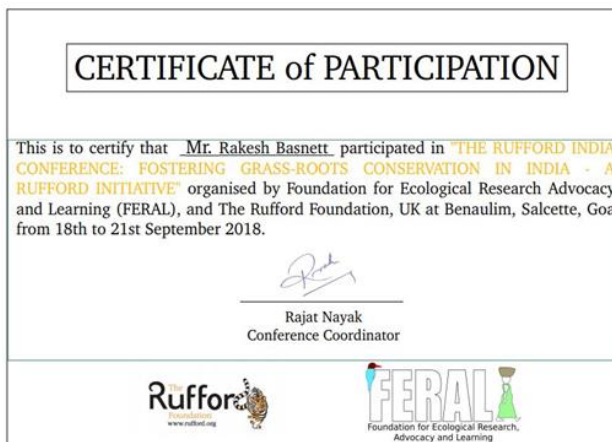 CERTIFICATE of PARTICIPATION
This is to certify that Mr. Rakesh Basnett participated in "THE RUFFORD INDIA
CONFERENCE: FOSTERING GRASS-ROOTS CONSERVATION IN INDIA - A
RUFFORD INITIATIVE" organised by Foundation for Ecological Research Advocacy
and Learning (FERAL), and The Rufford Foundation, UK at Benaulim, Salcette, Goa
from 18th to 21st September 2018.
Rajat Nayak
Conference Coordinator
The
Rufford
Foundation
www.rufford.org
FERAL
Foundation for Ecological Research,
Advocacy and Learning